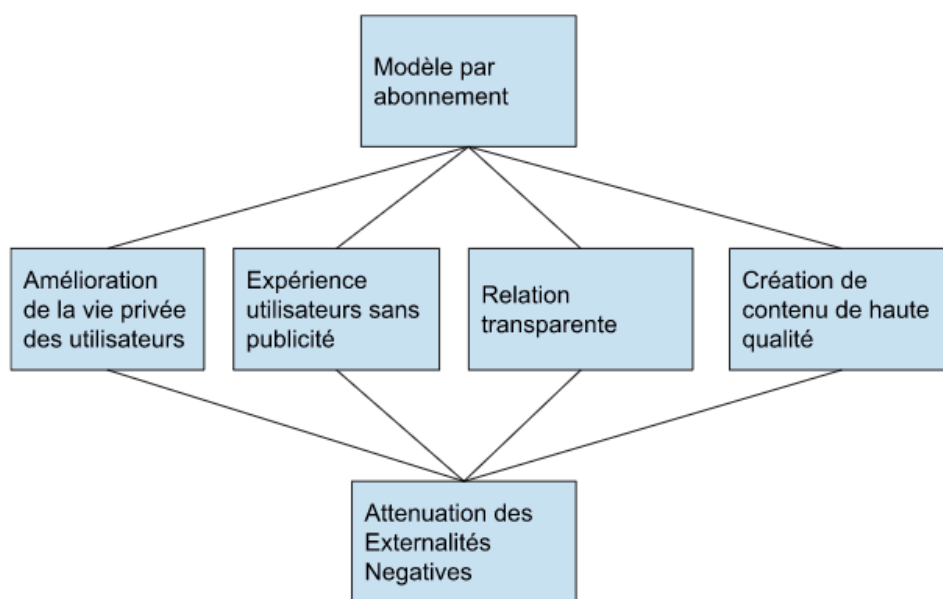 Modèle par
abonnement
Amélioration
de la vie privée
des utilisateurs
Expérience
utilisateurs sans
publicité
Relation
transparente
Création de
contenu de haute
qualité
Attenuation des
Externalités
Negatives